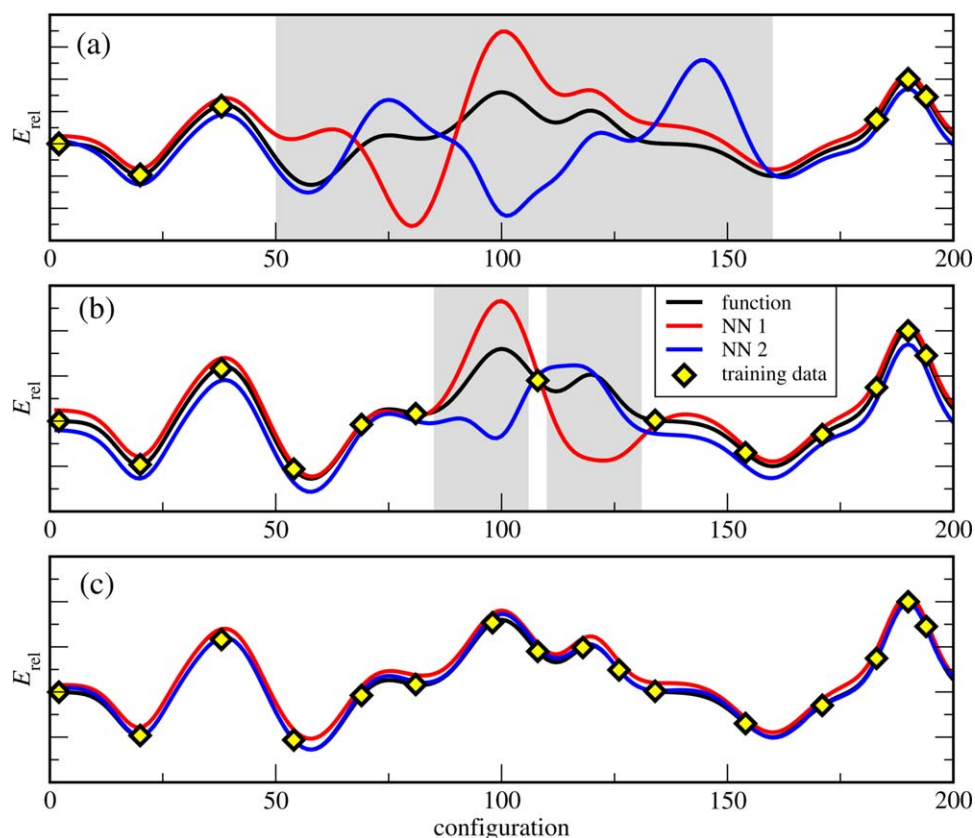 (a)
E_rel
0 50 100 150 200
(b)
function
NN 1
NN 2
training data
E_rel
0 50 100 150 200
(c)
E_rel
0 50 100 150 200
configuration